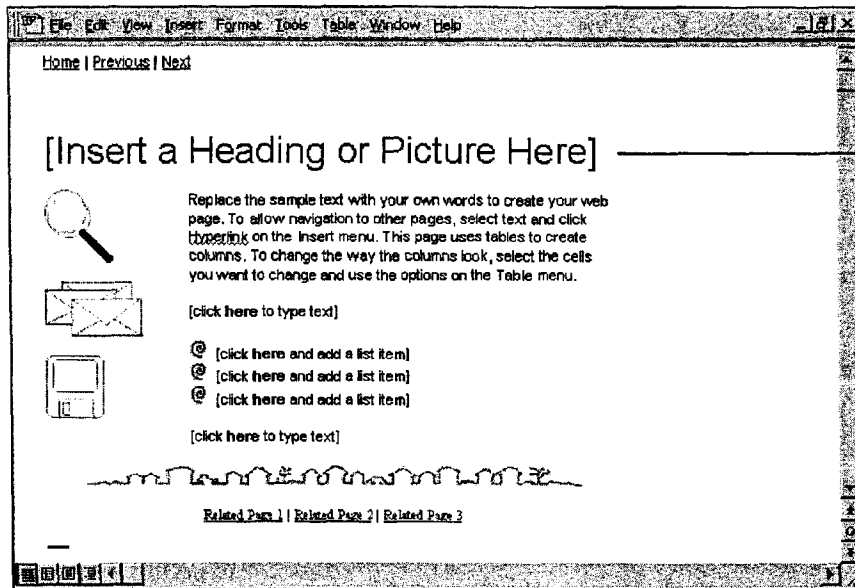 File Edit View Insert Format Tools Table Window Help
Home | Previous | Next
[Insert a Heading or Picture Here]
Replace the sample text with your own words to create your web
page. To allow navigation to other pages, select text and click
Hyperlink on the Insert menu. This page uses tables to create
columns. To change the way the columns look, select the cells
you want to change and use the options on the Table menu.
[click here to type text]
@ [click here and add a list item]
@ [click here and add a list item]
@ [click here and add a list item]
[click here to type text]
Related Page 1 | Related Page 2 | Related Page 3